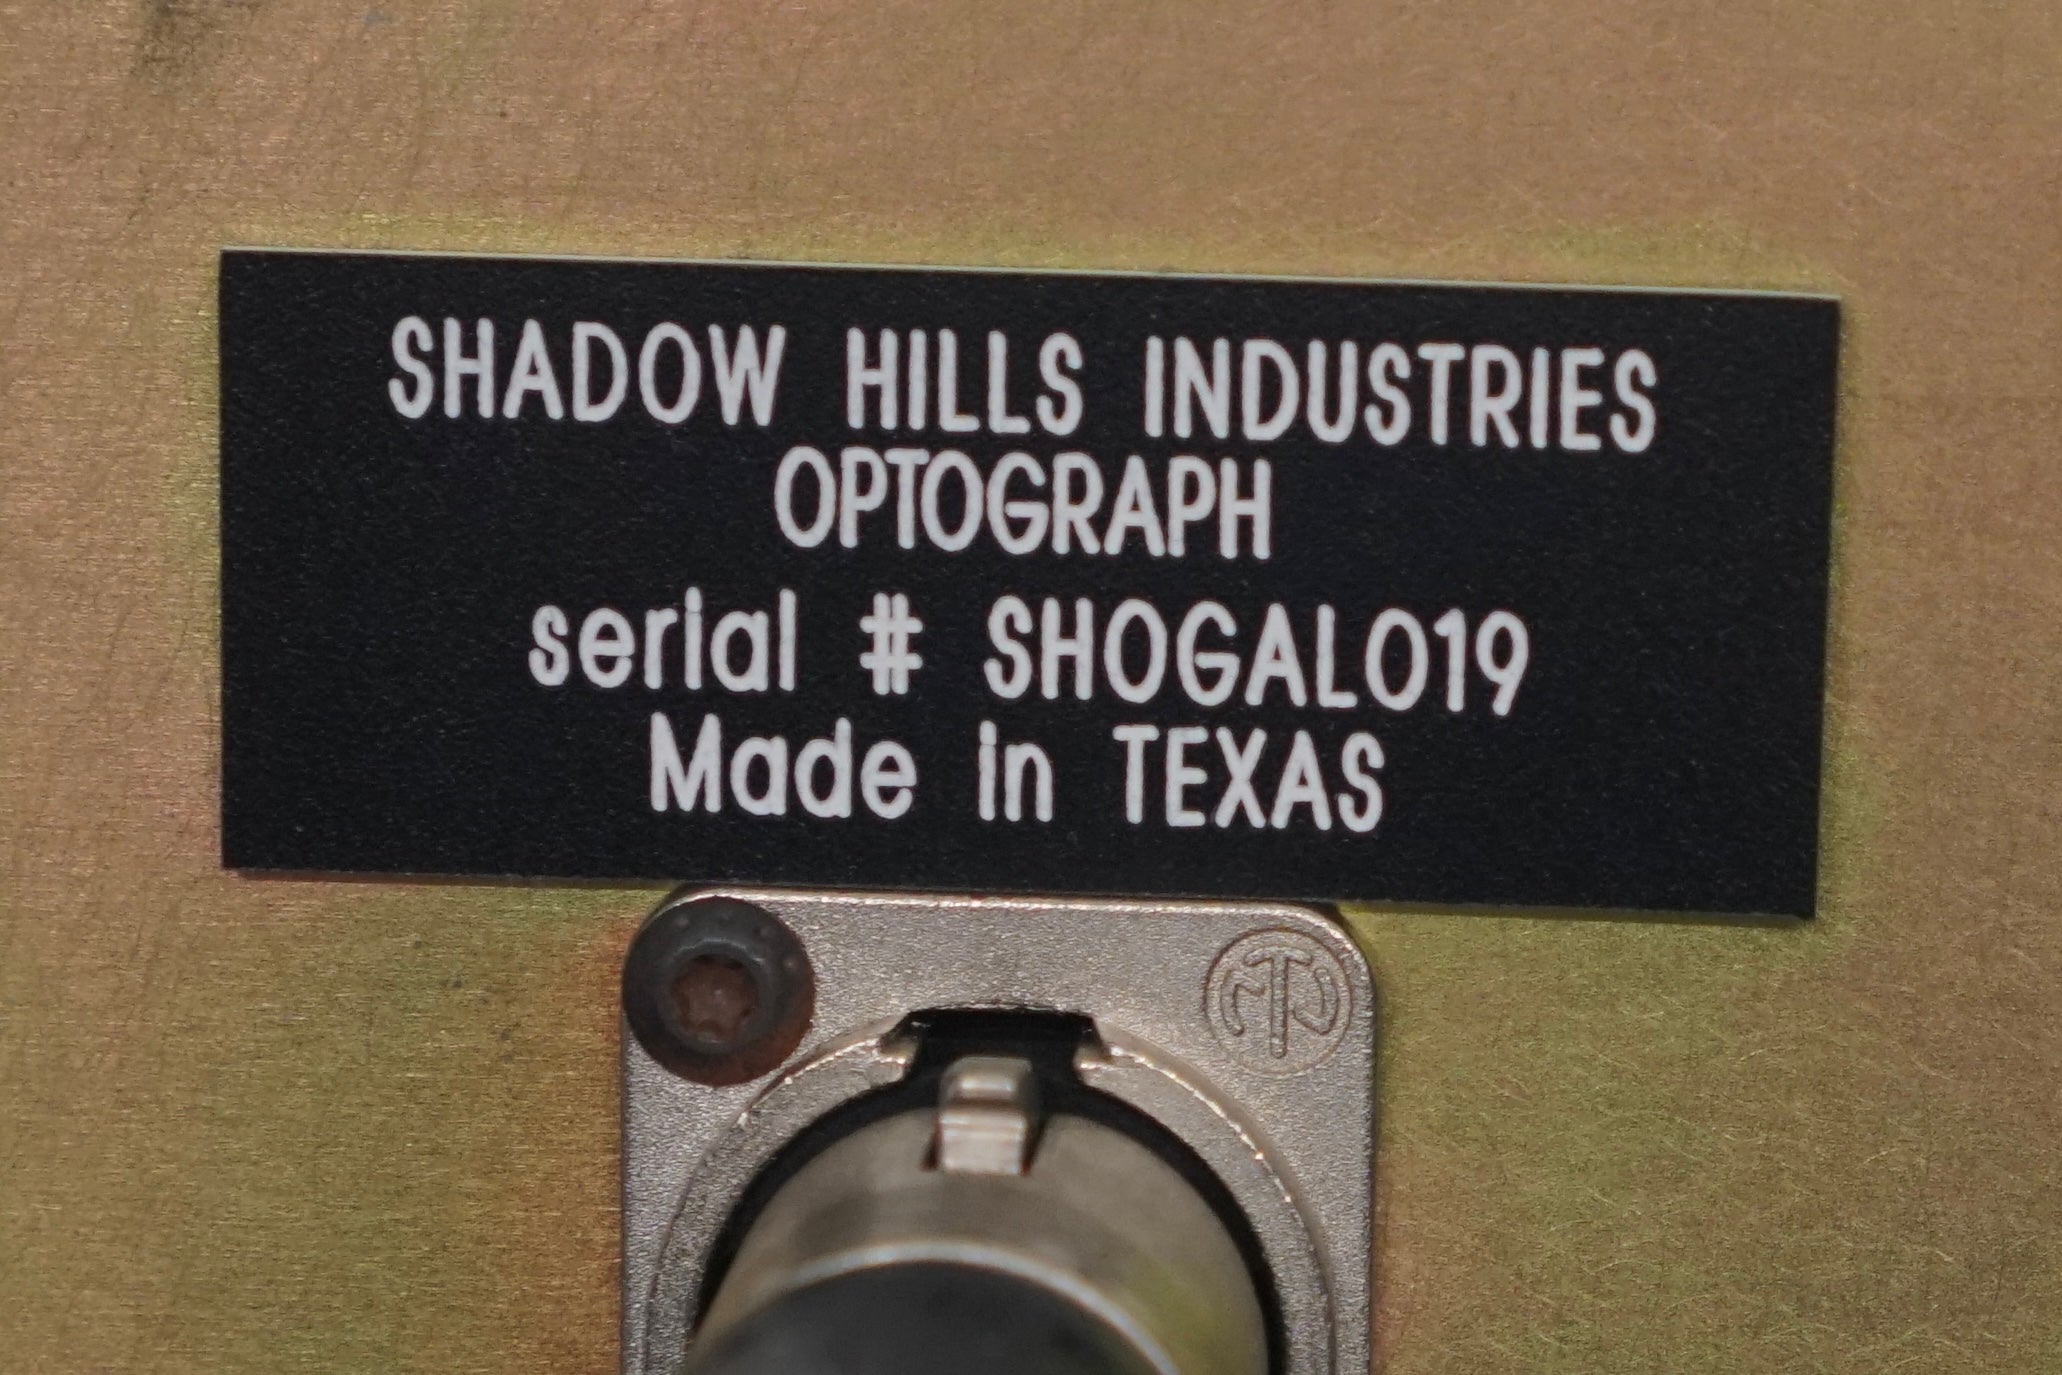 SHADOW HILLS INDUSTRIES
OPTOGRAPH
serial # SHOGAL019
Made in TEXAS